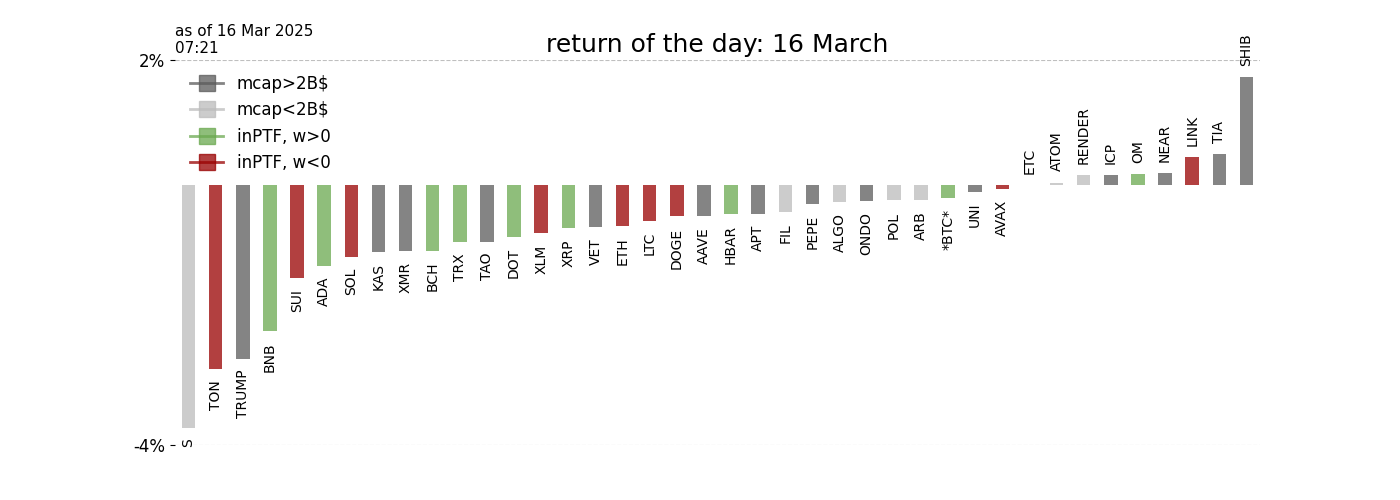 as of 16 Mar 2025
07:21
return of the day: 16 March
2%
mcap>2B$
mcap<2B$
inPTF, w>0
inPTF, w<0
-4%
S
TON
TRUMP
BNB
SUI
ADA
SOL
KAS
XMR
BCH
TRX
TAO
DOT
XLM
XRP
VET
ETH
LTC
DOGE
AAVE
HBAR
APT
FIL
PEPE
ALGO
ONDO
POL
ARB
*BTC*
UNI
AVAX
ETC
ATOM
RENDER
ICP
OM
NEAR
LINK
TIA
SHIB